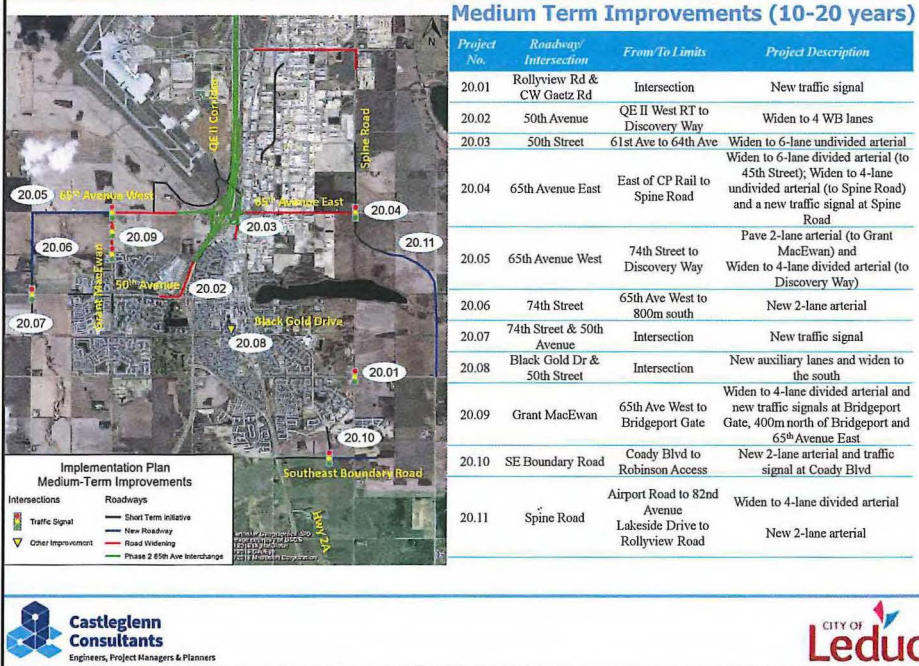 Medium Term Improvements (10-20 years)
Project No.
Roadway/ Intersection
From/To Limits
Project Description
20.01
Rollyview Rd &
CW Gaetz Rd
Intersection
New traffic signal
20.02
50th Avenue
QE II West RT to
Discovery Way
Widen to 4 WB lanes
20.03
50th Street
61st Ave to 64th Ave
Widen to 6-lane undivided arterial
20.04
65th Avenue East
East of CP Rail to
Spine Road
Widen to 6-lane divided arterial (to
45th Street); Widen to 4-lane
undivided arterial (to Spine Road)
and a new traffic signal at Spine
Road
20.05
65th Avenue West
74th Street to
Discovery Way
Pave 2-lane arterial (to Grant
MacEwan) and
Widen to 4-lane divided arterial (to
Discovery Way)
20.06
74th Street
65th Ave West to
800m south
New 2-lane arterial
20.07
74th Street & 50th
Avenue
Intersection
New traffic signal
20.08
Black Gold Dr &
50th Street
Intersection
New auxiliary lanes and widen to
the south
20.09
Grant MacEwan
65th Ave West to
Bridgeport Gate
Widen to 4-lane divided arterial and
new traffic signals at Bridgeport
Gate, 400m north of Bridgeport and
65th Avenue East
20.10
SE Boundary Road
Coady Blvd to
Robinson Access
New 2-lane arterial and traffic
signal at Coady Blvd
20.11
Spine Road
Airport Road to 82nd
Avenue
Widen to 4-lane divided arterial
Lakeside Drive to
Rollyview Road
New 2-lane arterial
N
QE II Corridor
Spine Road
20.05
65th Avenue West
65th Avenue East
20.04
20.03
20.09
20.06
20.11
Grant MacEwan
50th Avenue
20.02
20.07
Black Gold Drive
20.08
20.01
20.10
Southeast Boundary Road
Hwy 2A
Implementation Plan
Medium-Term Improvements
Intersections
Traffic Signal
Other Improvement
Roadways
Short Term Initiative
New Roadway
Road Widening
Phase 2 65th Ave Interchange
Castleglenn
Consultants
Engineers, Project Managers & Planners
CITY OF
Leduc